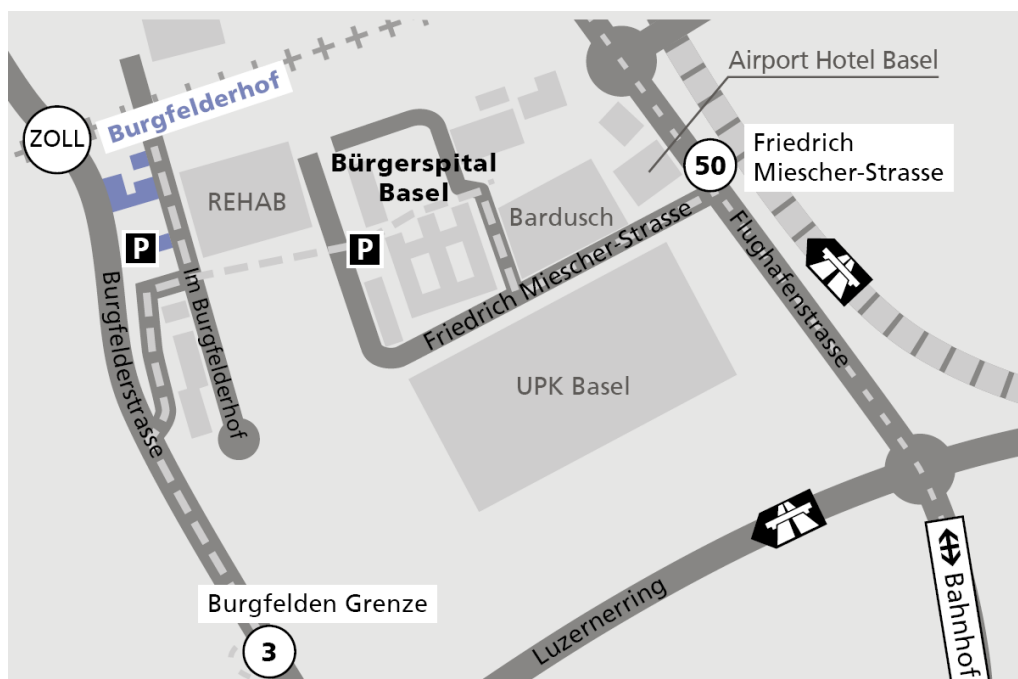 Airport Hotel Basel
ZOLL
Burgfelderhof
50
Friedrich
Miescher-Strasse
Bürgerspital
Basel
REHAB
Bardusch
P
P
Friedrich Miescher-Strasse
Flughafenstrasse
Burgfelderstrasse
Im Burgfelderhof
UPK Basel
Luzernerring
Bahnhof
Burgfelden Grenze
3